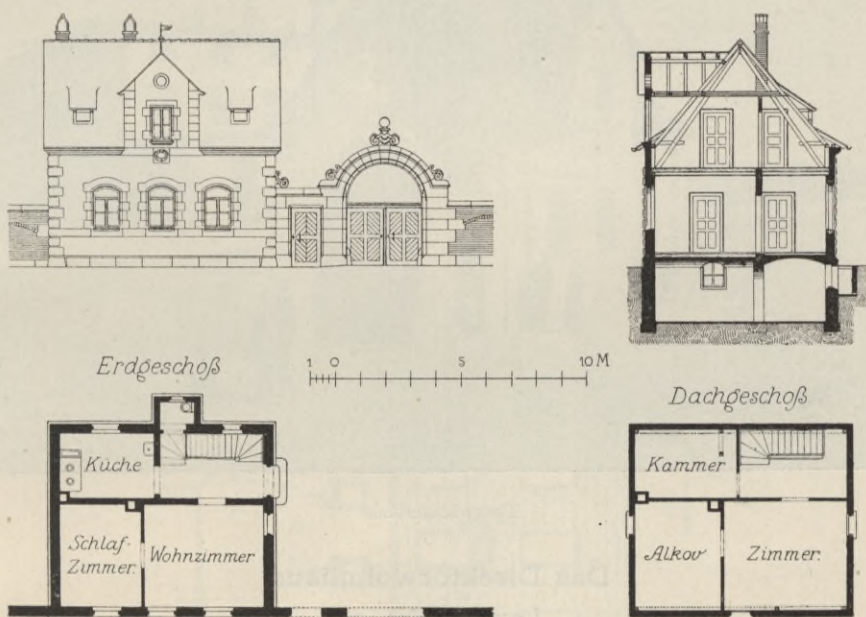 Erdgeschoß
1 0 5 10 M
Dachgeschoß
Küche
Schlaf-
Zimmer.
Wohnzimmer
Kammer
Alkov
Zimmer.